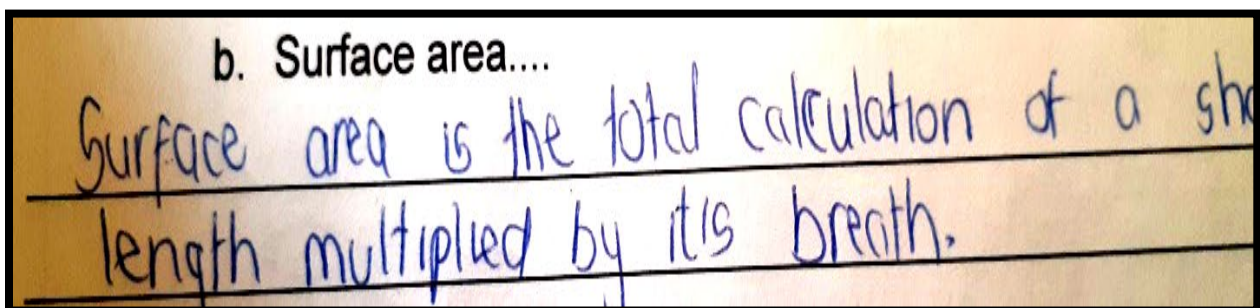 b. Surface area....
Surface area is the total calculation of a
length multiplied by it's breath.